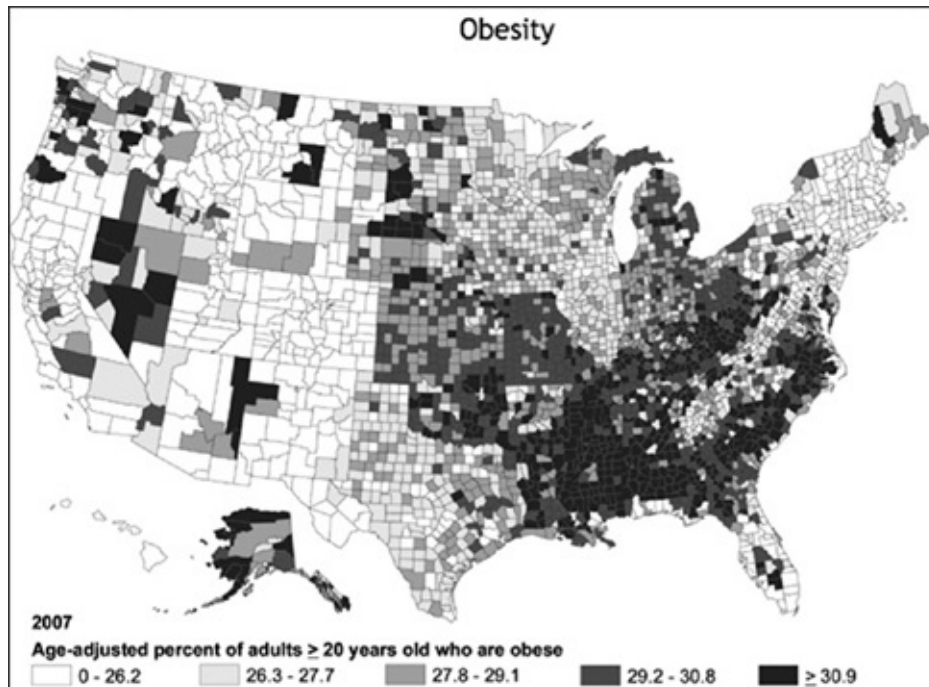 Obesity
2007
Age-adjusted percent of adults ≥ 20 years old who are obese
0 - 26.2 26.3 - 27.7 27.8 - 29.1 29.2 - 30.8 ≥ 30.9